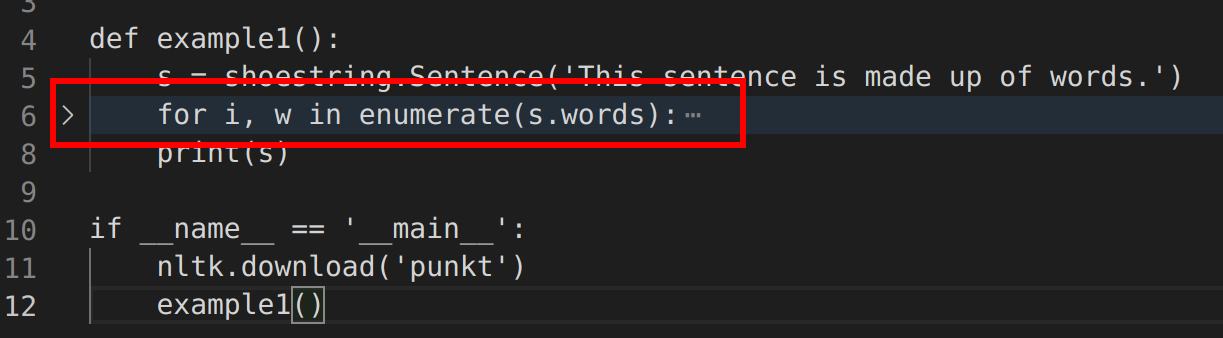 3
4 def example1():
5 s = shoestring.Sentence('This sentence is made up of words.')
6 > for i, w in enumerate(s.words):⋯
8 print(s)
9
10 if __name__ == '__main__':
11 nltk.download('punkt')
12 example1()